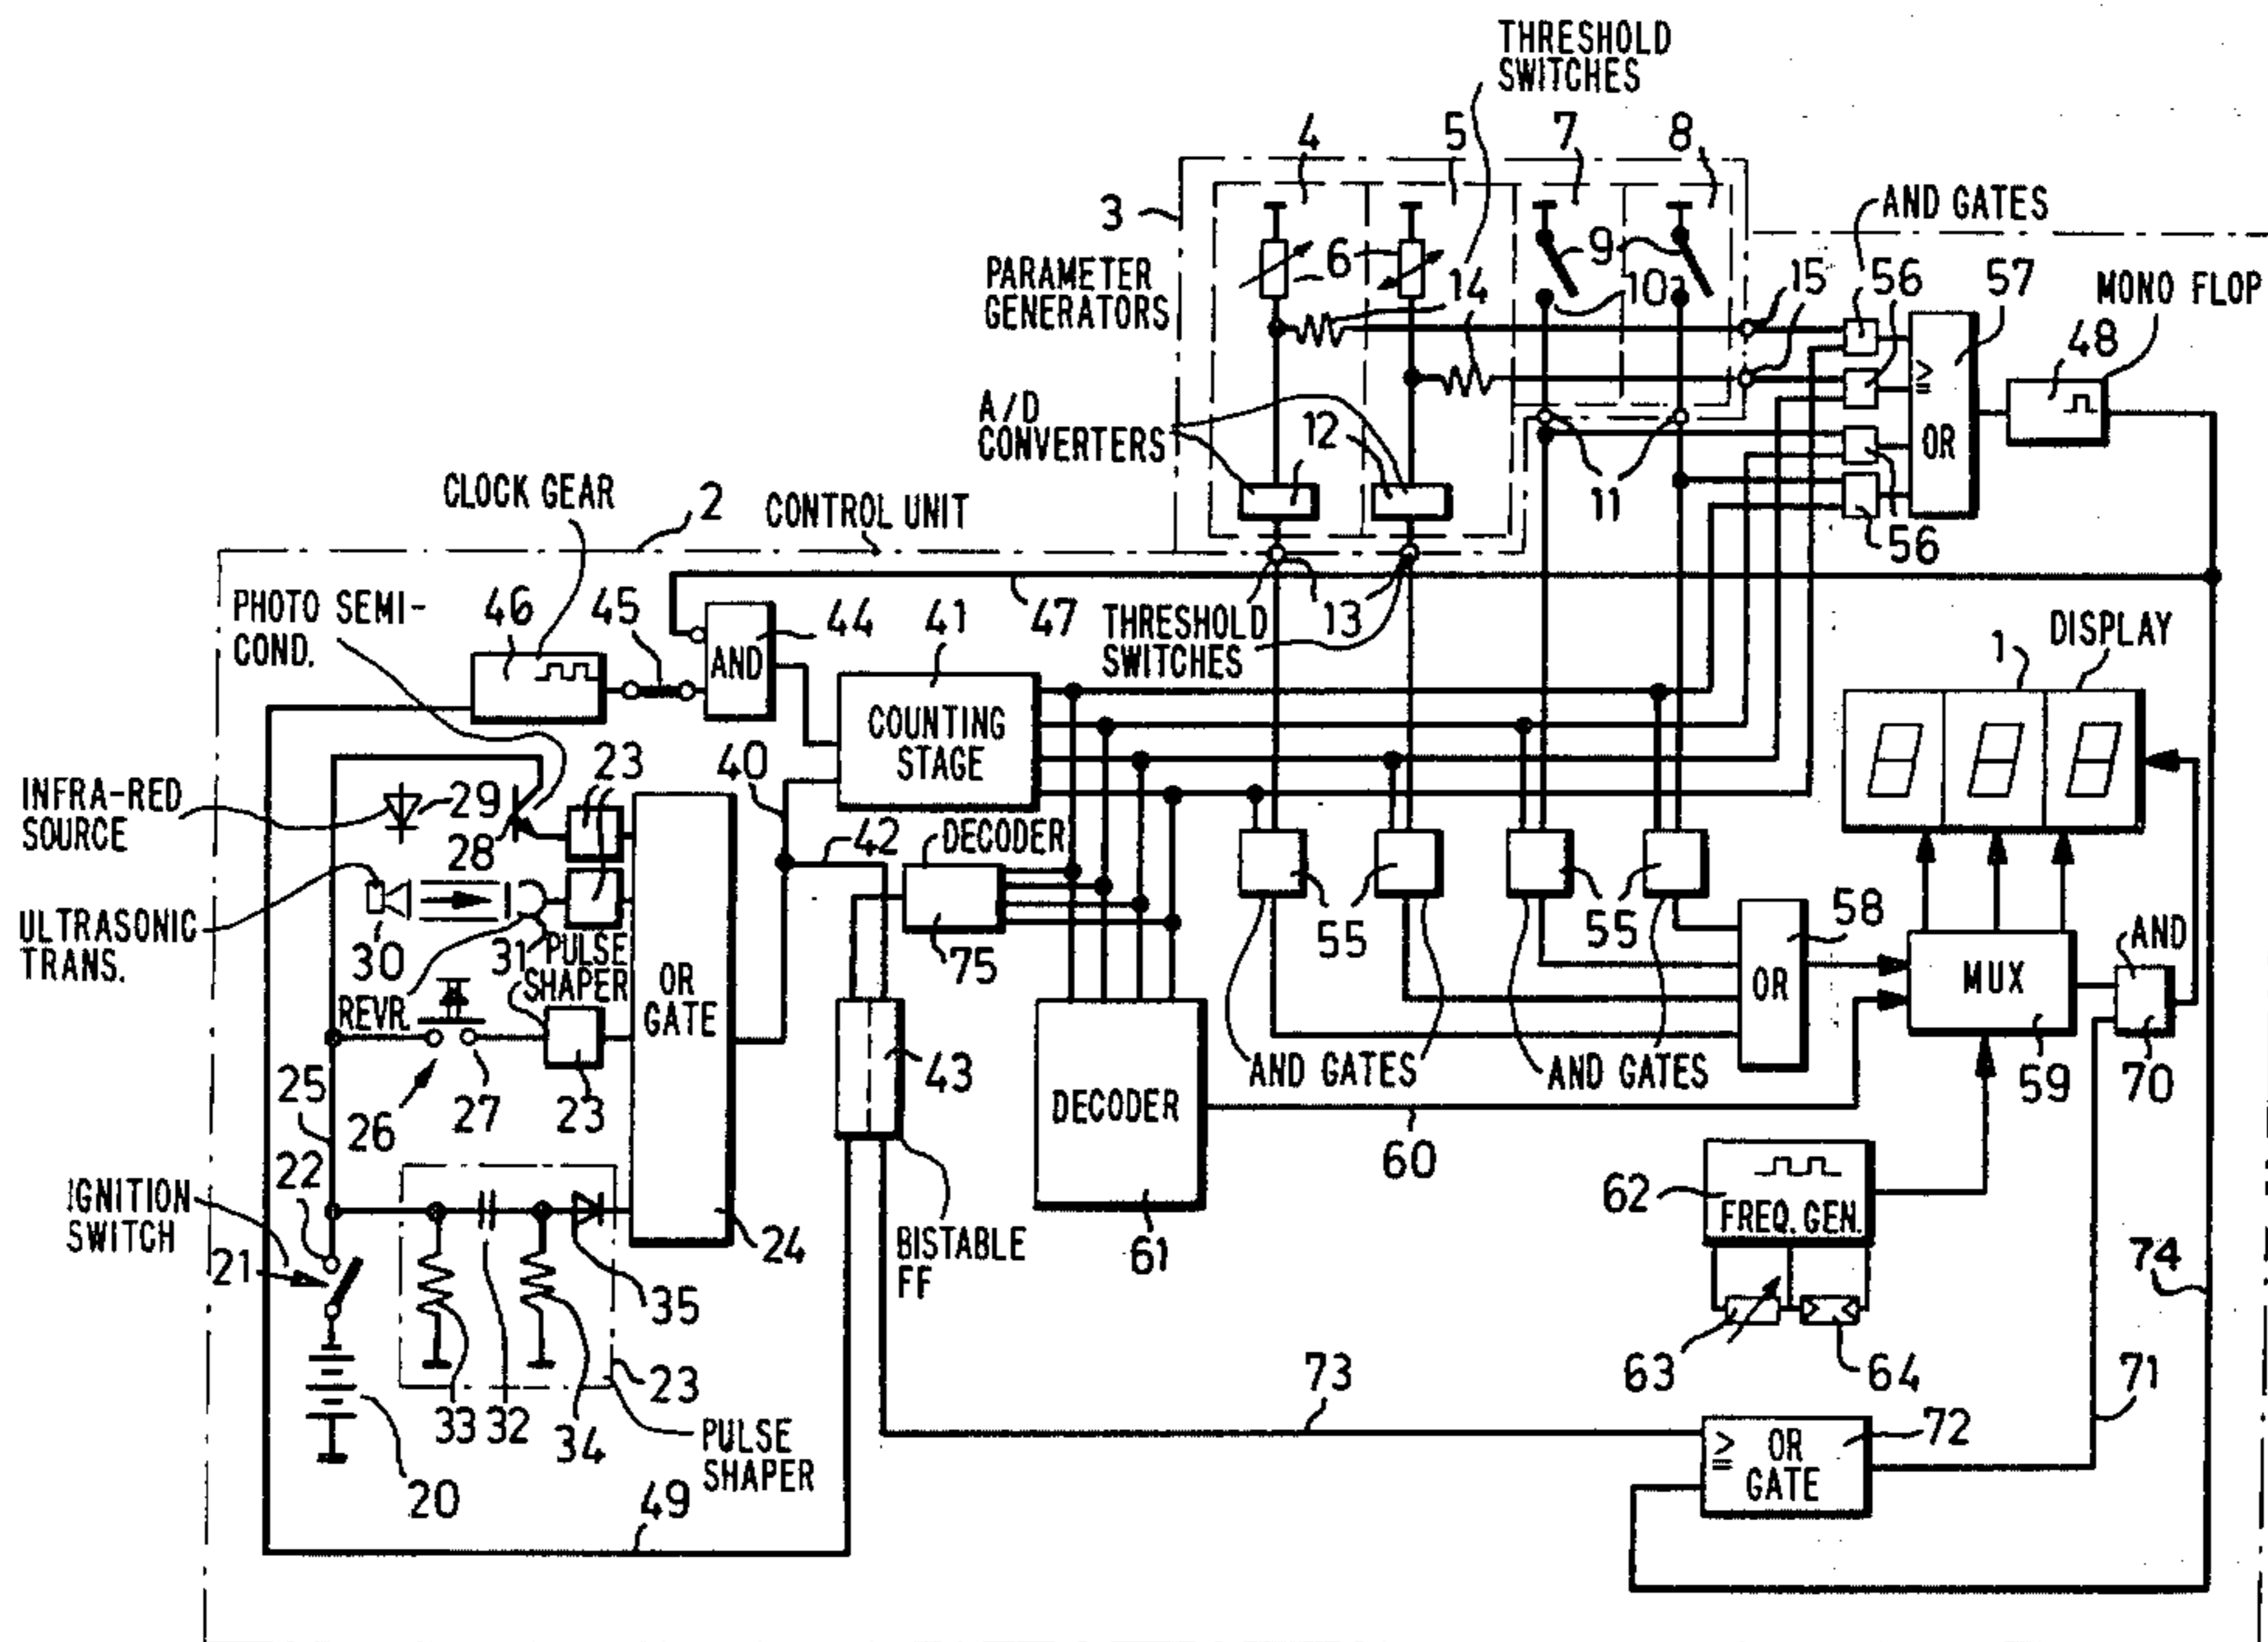 THRESHOLD
SWITCHES
4
5
7
8
3
AND GATES
PARAMETER
GENERATORS
6
9
14
10
15
56
57
MONO FLOP
48
≥
=
OR
A/D
CONVERTERS
12
11
56
CLOCK GEAR
2
CONTROL UNIT
PHOTO SEMI-
COND.
46
45
44
AND
47
41
THRESHOLD
SWITCHES
13
1
DISPLAY
COUNTING
STAGE
INFRA-RED
SOURCE
29
28
23
40
42
DECODER
75
ULTRASONIC
TRANS.
30
REVR.
31
PULSE
SHAPER
OR
GATE
55
55
58
OR
MUX
59
AND
70
25
26
27
23
43
DECODER
61
AND GATES
AND GATES
60
IGNITION
SWITCH
22
21
24
35
BISTABLE
FF
62
FREQ. GEN.
63
64
74
33
32
34
23
PULSE
SHAPER
20
49
73
≥
=
OR
GATE
72
71